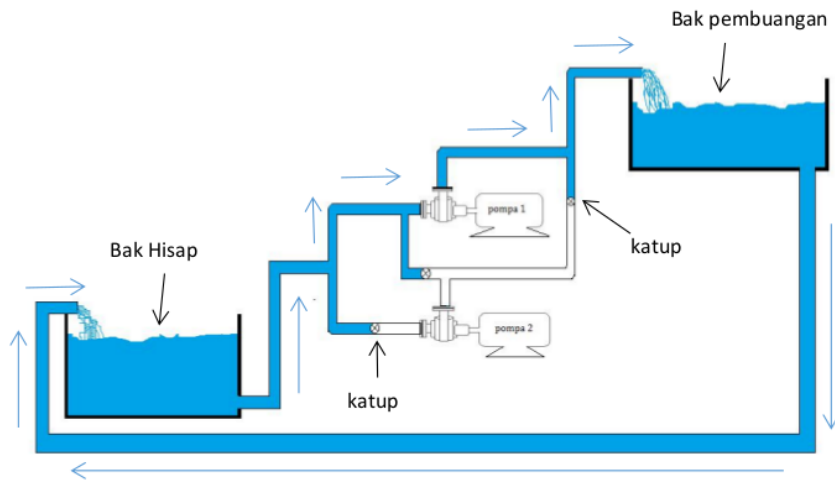 Bak pembuangan
pompa 1
katup
Bak Hisap
pompa 2
katup